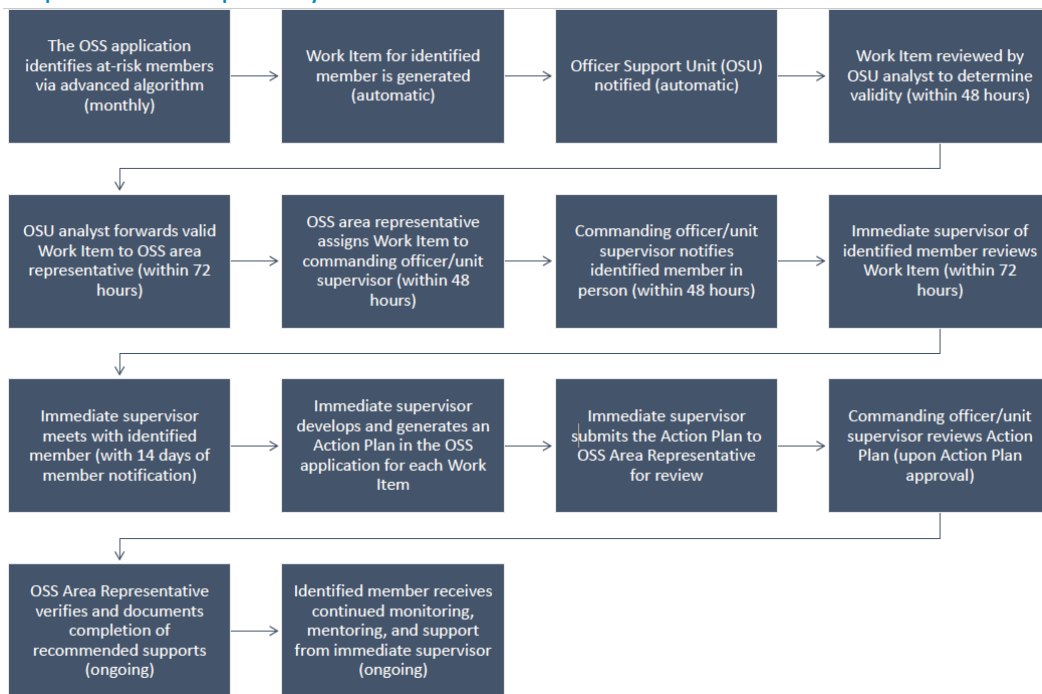 The OSS application
identifies at-risk members
via advanced algorithm
(monthly)
Work Item for identified
member is generated
(automatic)
Officer Support Unit (OSU)
notified (automatic)
Work Item reviewed by
OSU analyst to determine
validity (within 48 hours)
OSU analyst forwards valid
Work Item to OSS area
representative (within 72
hours)
OSS area representative
assigns Work Item to
commanding officer/unit
supervisor (within 48
hours)
Commanding officer/unit
supervisor notifies
identified member in
person (within 48 hours)
Immediate supervisor of
identified member reviews
Work Item (within 72
hours)
Immediate supervisor
meets with identified
member (with 14 days of
member notification)
Immediate supervisor
develops and generates an
Action Plan in the OSS
application for each Work
Item
Immediate supervisor
submits the Action Plan to
OSS Area Representative
for review
Commanding officer/unit
supervisor reviews Action
Plan (upon Action Plan
approval)
OSS Area Representative
verifies and documents
completion of
recommended supports
(ongoing)
Identified member receives
continued monitoring,
mentoring, and support
from immediate supervisor
(ongoing)